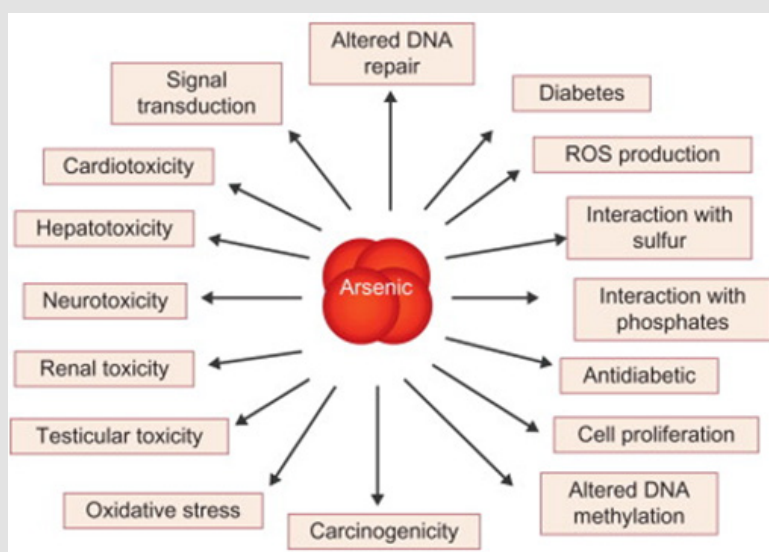 Altered DNA
repair
Signal
transduction
Diabetes
Cardiotoxicity
ROS production
Hepatotoxicity
Interaction with
sulfur
Arsenic
Neurotoxicity
Interaction with
phosphates
Renal toxicity
Antidiabetic
Testicular toxicity
Cell proliferation
Oxidative stress
Altered DNA
methylation
Carcinogenicity